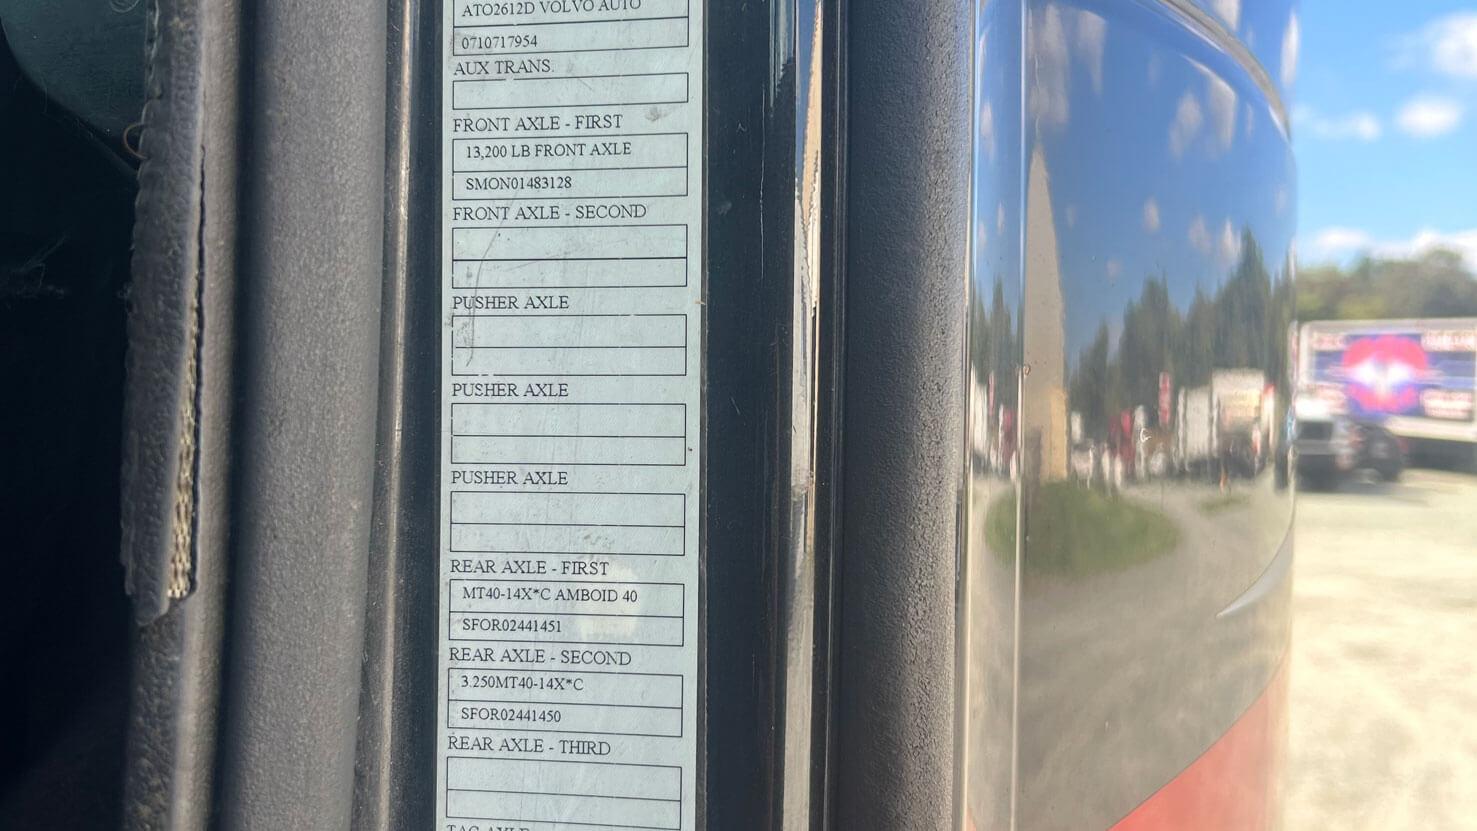 ATO2612D VOLVO AUTO
0710717954
AUX TRANS.
FRONT AXLE - FIRST
13,200 LB FRONT AXLE
SMON01483128
FRONT AXLE - SECOND
PUSHER AXLE
PUSHER AXLE
PUSHER AXLE
REAR AXLE - FIRST
MT40-14X*C AMBOID 40
SFOR02441451
REAR AXLE - SECOND
3.250MT40-14X*C
SFOR02441450
REAR AXLE - THIRD
TAG AXLE